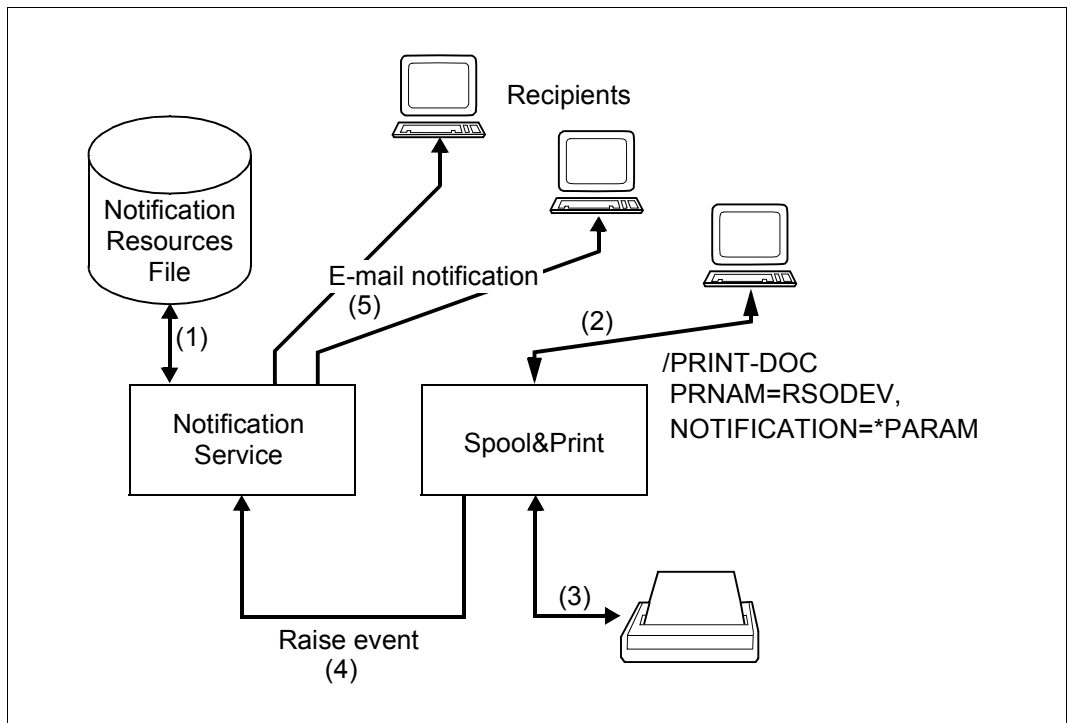 Recipients
Notification
Resources
File
E-mail notification
(5)
(1)
(2)
/PRINT-DOC
PRNAM=RSODEV,
NOTIFICATION=*PARAM
Notification
Service
Spool&Print
(3)
Raise event
(4)